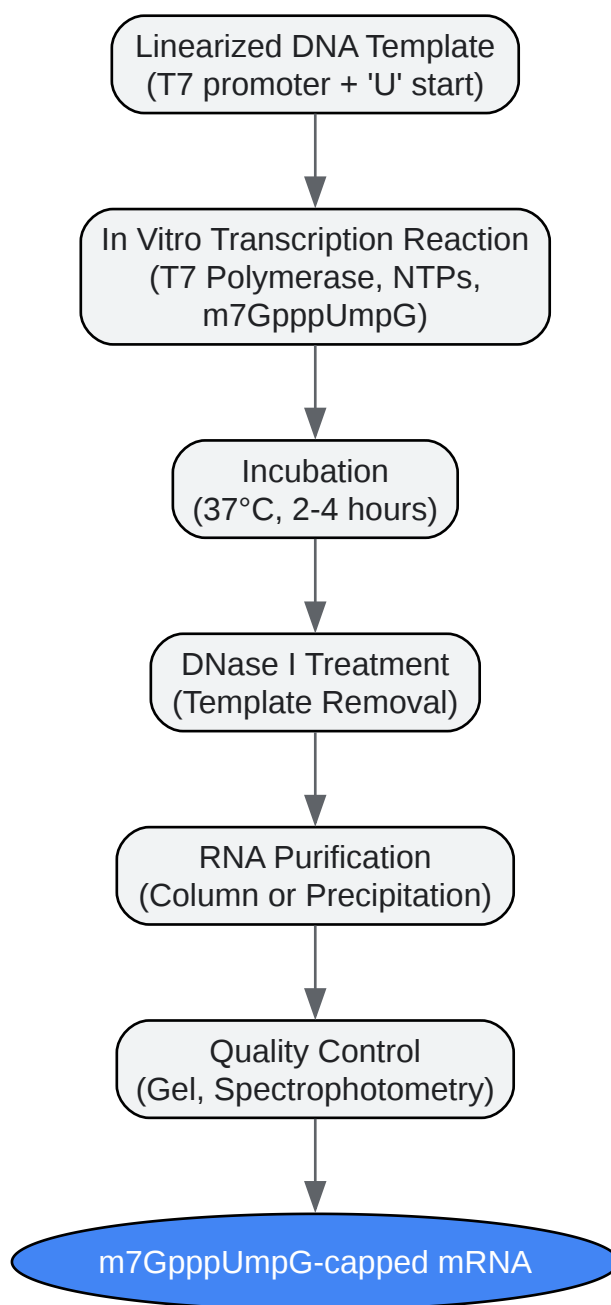 Linearized DNA Template
(T7 promoter + 'U' start)
In Vitro Transcription Reaction
(T7 Polymerase, NTPs,
m7GpppUmpG)
Incubation
(37°C, 2-4 hours)
DNase I Treatment
(Template Removal)
RNA Purification
(Column or Precipitation)
Quality Control
(Gel, Spectrophotometry)
m7GpppUmpG-capped mRNA